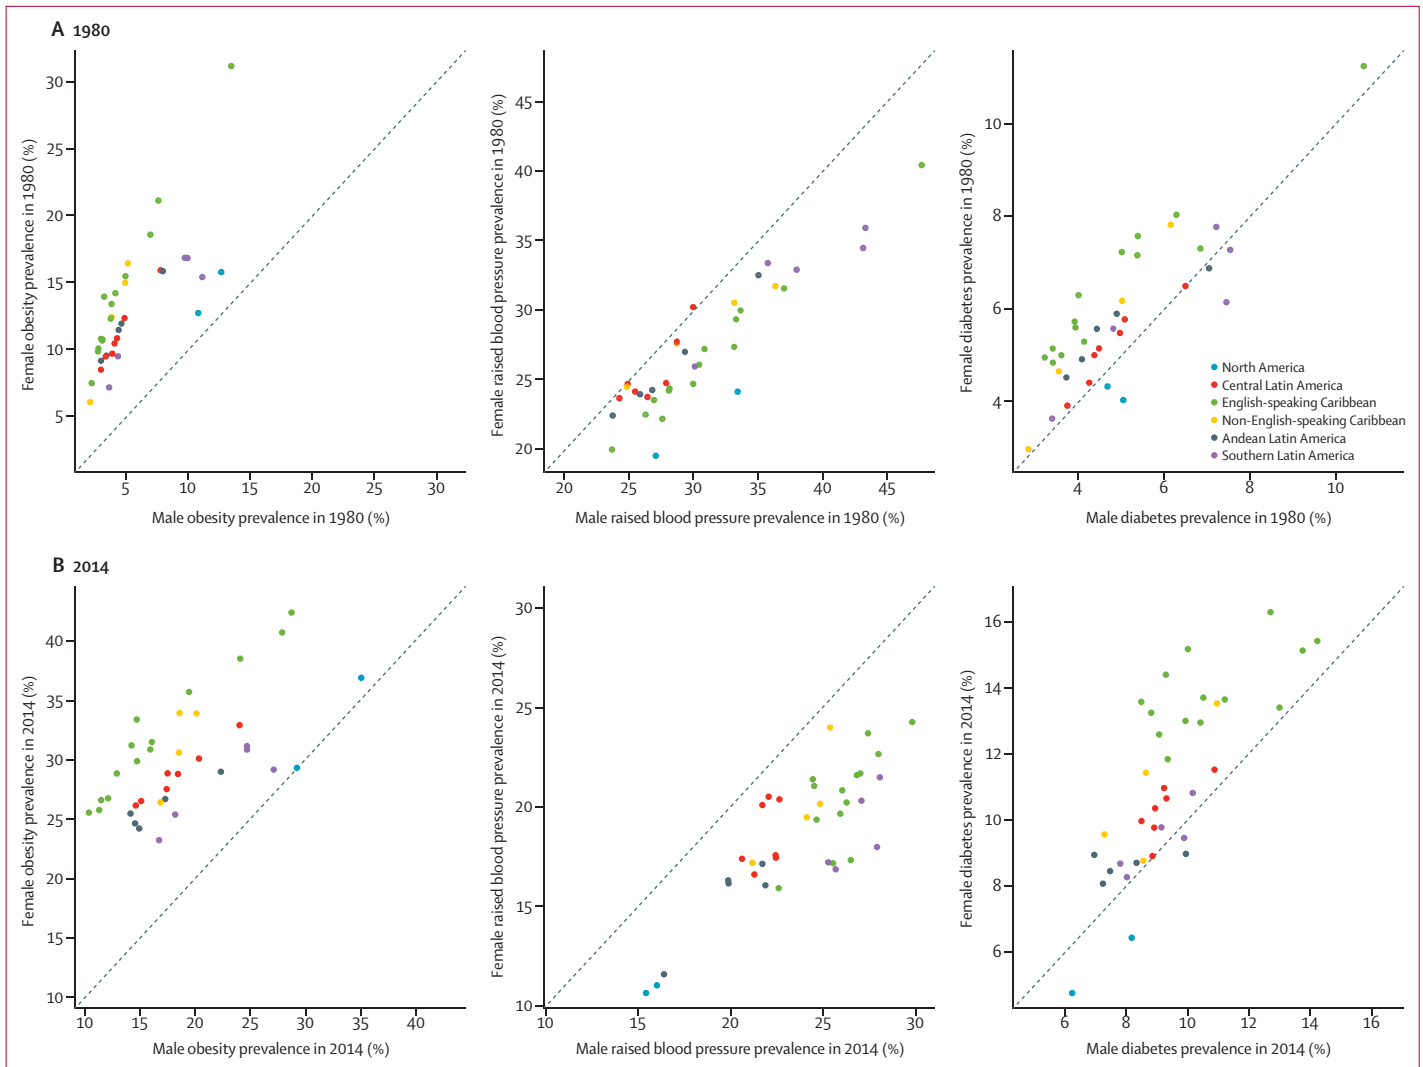 A 1980
30
25
20
15
10
5
Female obesity prevalence in 1980 (%)
5 10 15 20 25 30
Male obesity prevalence in 1980 (%)
45
40
35
30
25
20
Female raised blood pressure prevalence in 1980 (%)
20 25 30 35 40 45
Male raised blood pressure prevalence in 1980 (%)
10
8
6
4
Female diabetes prevalence in 1980 (%)
4 6 8 10
Male diabetes prevalence in 1980 (%)
North America
Central Latin America
English-speaking Caribbean
Non-English-speaking Caribbean
Andean Latin America
Southern Latin America
B 2014
40
35
30
25
20
15
10
Female obesity prevalence in 2014 (%)
10 15 20 25 30 35 40
Male obesity prevalence in 2014 (%)
30
25
20
15
10
Female raised blood pressure prevalence in 2014 (%)
10 15 20 25 30
Male raised blood pressure prevalence in 2014 (%)
16
14
12
10
8
6
Female diabetes prevalence in 2014 (%)
6 8 10 12 14 16
Male diabetes prevalence in 2014 (%)